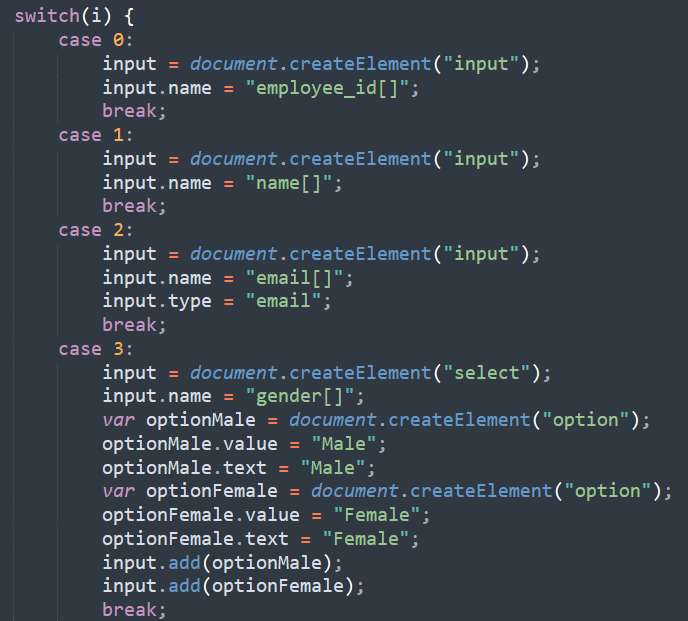 switch(i) {
    case 0:
        input = document.createElement("input");
        input.name = "employee_id[]";
        break;
    case 1:
        input = document.createElement("input");
        input.name = "name[]";
        break;
    case 2:
        input = document.createElement("input");
        input.name = "email[]";
        input.type = "email";
        break;
    case 3:
        input = document.createElement("select");
        input.name = "gender[]";
        var optionMale = document.createElement("option");
        optionMale.value = "Male";
        optionMale.text = "Male";
        var optionFemale = document.createElement("option");
        optionFemale.value = "Female";
        optionFemale.text = "Female";
        input.add(optionMale);
        input.add(optionFemale);
        break;